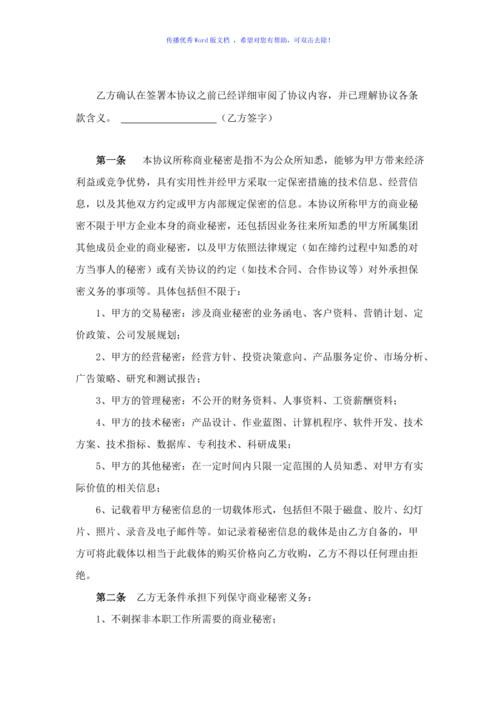 传播优秀Word版文档 ，希望对您有帮助，可双击去除！
乙方确认在签署本协议之前已经详细审阅了协议内容，并已理解协议各条
款含义。 ________________（乙方签字）
第一条 本协议所称商业秘密是指不为公众所知悉，能够为甲方带来经济
利益或竞争优势，具有实用性并经甲方采取一定保密措施的技术信息、经营信
息，以及其他双方约定或甲方内部规定保密的信息。本协议所称甲方的商业秘
密不限于甲方企业本身的商业秘密，还包括因业务往来所知悉的甲方所属集团
其他成员企业的商业秘密，以及甲方依照法律规定（如在缔约过程中知悉的对
方当事人的秘密）或有关协议的约定（如技术合同、合作协议等）对外承担保
密义务的事项等。具体包括但不限于：
1、甲方的交易秘密：涉及商业秘密的业务函电、客户资料、营销计划、定
价政策、公司发展规划；
2、甲方的经营秘密：经营方针、投资决策意向、产品服务定价、市场分析、
广告策略、研究和测试报告；
3、甲方的管理秘密：不公开的财务资料、人事资料、工资薪酬资料；
4、甲方的技术秘密：产品设计、作业蓝图、计算机程序、软件开发、技术
方案、技术指标、数据库、专利技术、科研成果；
5、甲方的其他秘密：在一定时间内只限一定范围的人员知悉、对甲方有实
际价值的相关信息；
6、记载着甲方秘密信息的一切载体形式，包括但不限于磁盘、胶片、幻灯
片、照片、录音及电子邮件等。如记录着秘密信息的载体是由乙方自备的，甲
方可将此载体以相当于此载体的购买价格向乙方收购，乙方不得以任何理由拒
绝。
第二条 乙方无条件承担下列保守商业秘密义务：
1、不刺探非本职工作所需要的商业秘密；